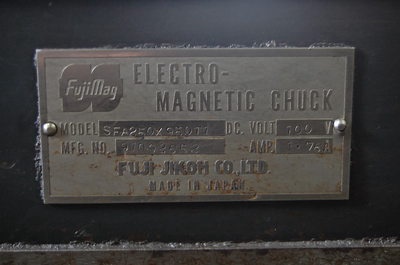 FujiMag
ELECTRO-
MAGNETIC CHUCK
MODEL DC. VOLT 100 V
MFG. NO. AMP. A
FUJI JIKOH CO., LTD.
MADE IN JAPAN